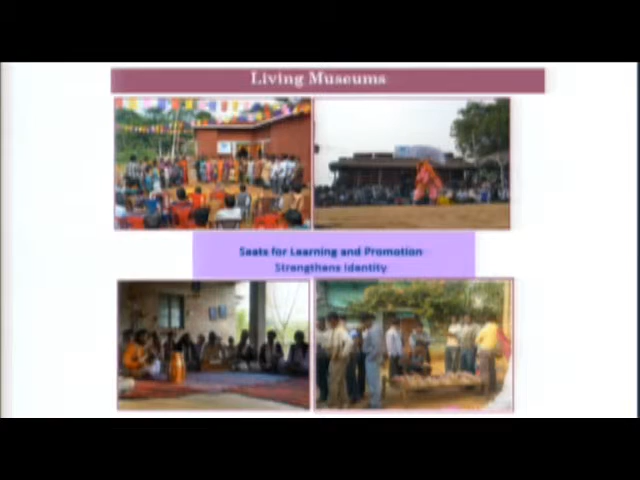 Living Museums
Seats for Learning and Promotion
Strengthens Identity